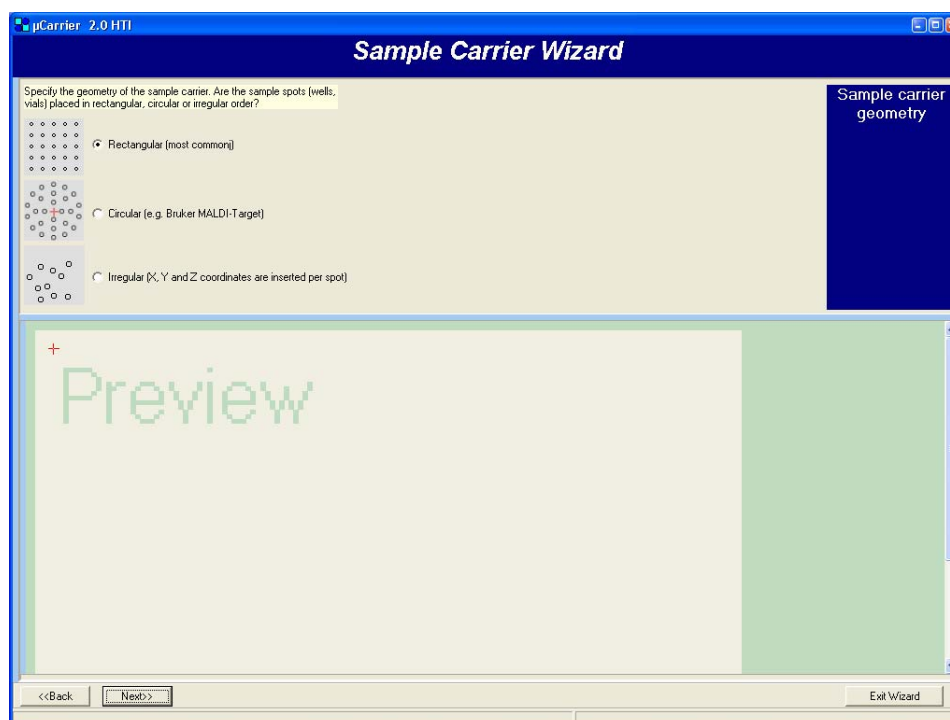 µCarrier 2.0 HTI
Sample Carrier Wizard
Specify the geometry of the sample carrier. Are the sample spots (wells,
vials) placed in rectangular, circular or irregular order?
Sample carrier
geometry
Rectangular (most common)
Circular (e.g. Bruker MALDI-Target)
Irregular (X, Y and Z coordinates are inserted per spot)
Preview
<<Back
Next>>
Exit Wizard